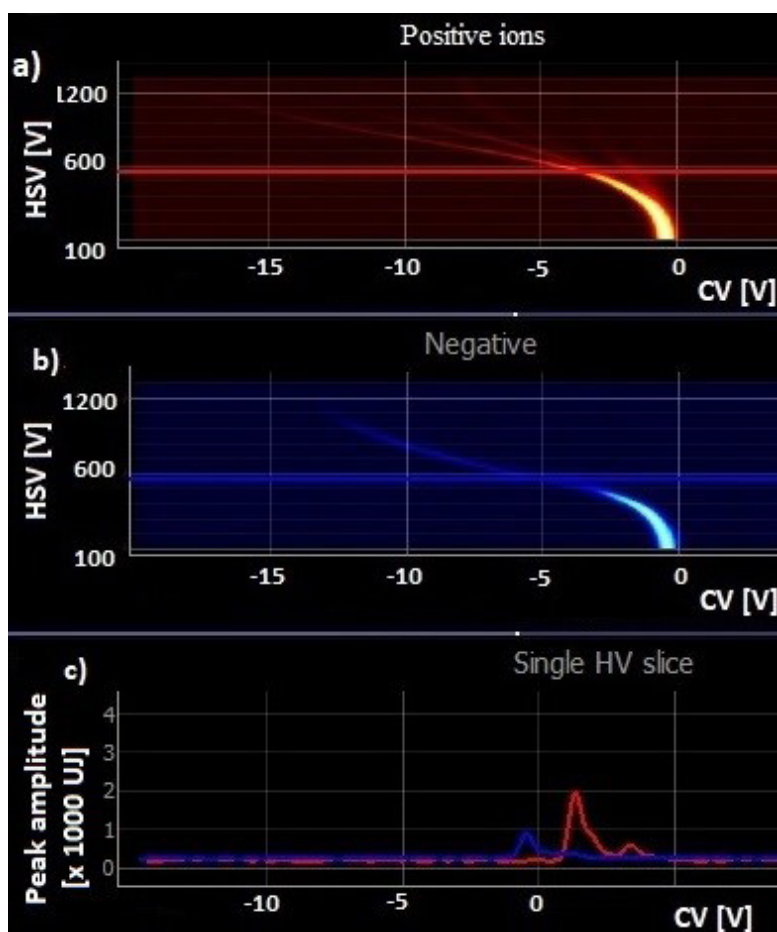 Positive ions
a)
1200
HSV [V]
600
100
-15
-10
-5
0
CV [V]
Negative
b)
1200
HSV [V]
600
100
-15
-10
-5
0
CV [V]
Single HV slice
c)
Peak amplitude
[x 1000 UJ]
4
3
2
1
0
-10
-5
0
CV [V]